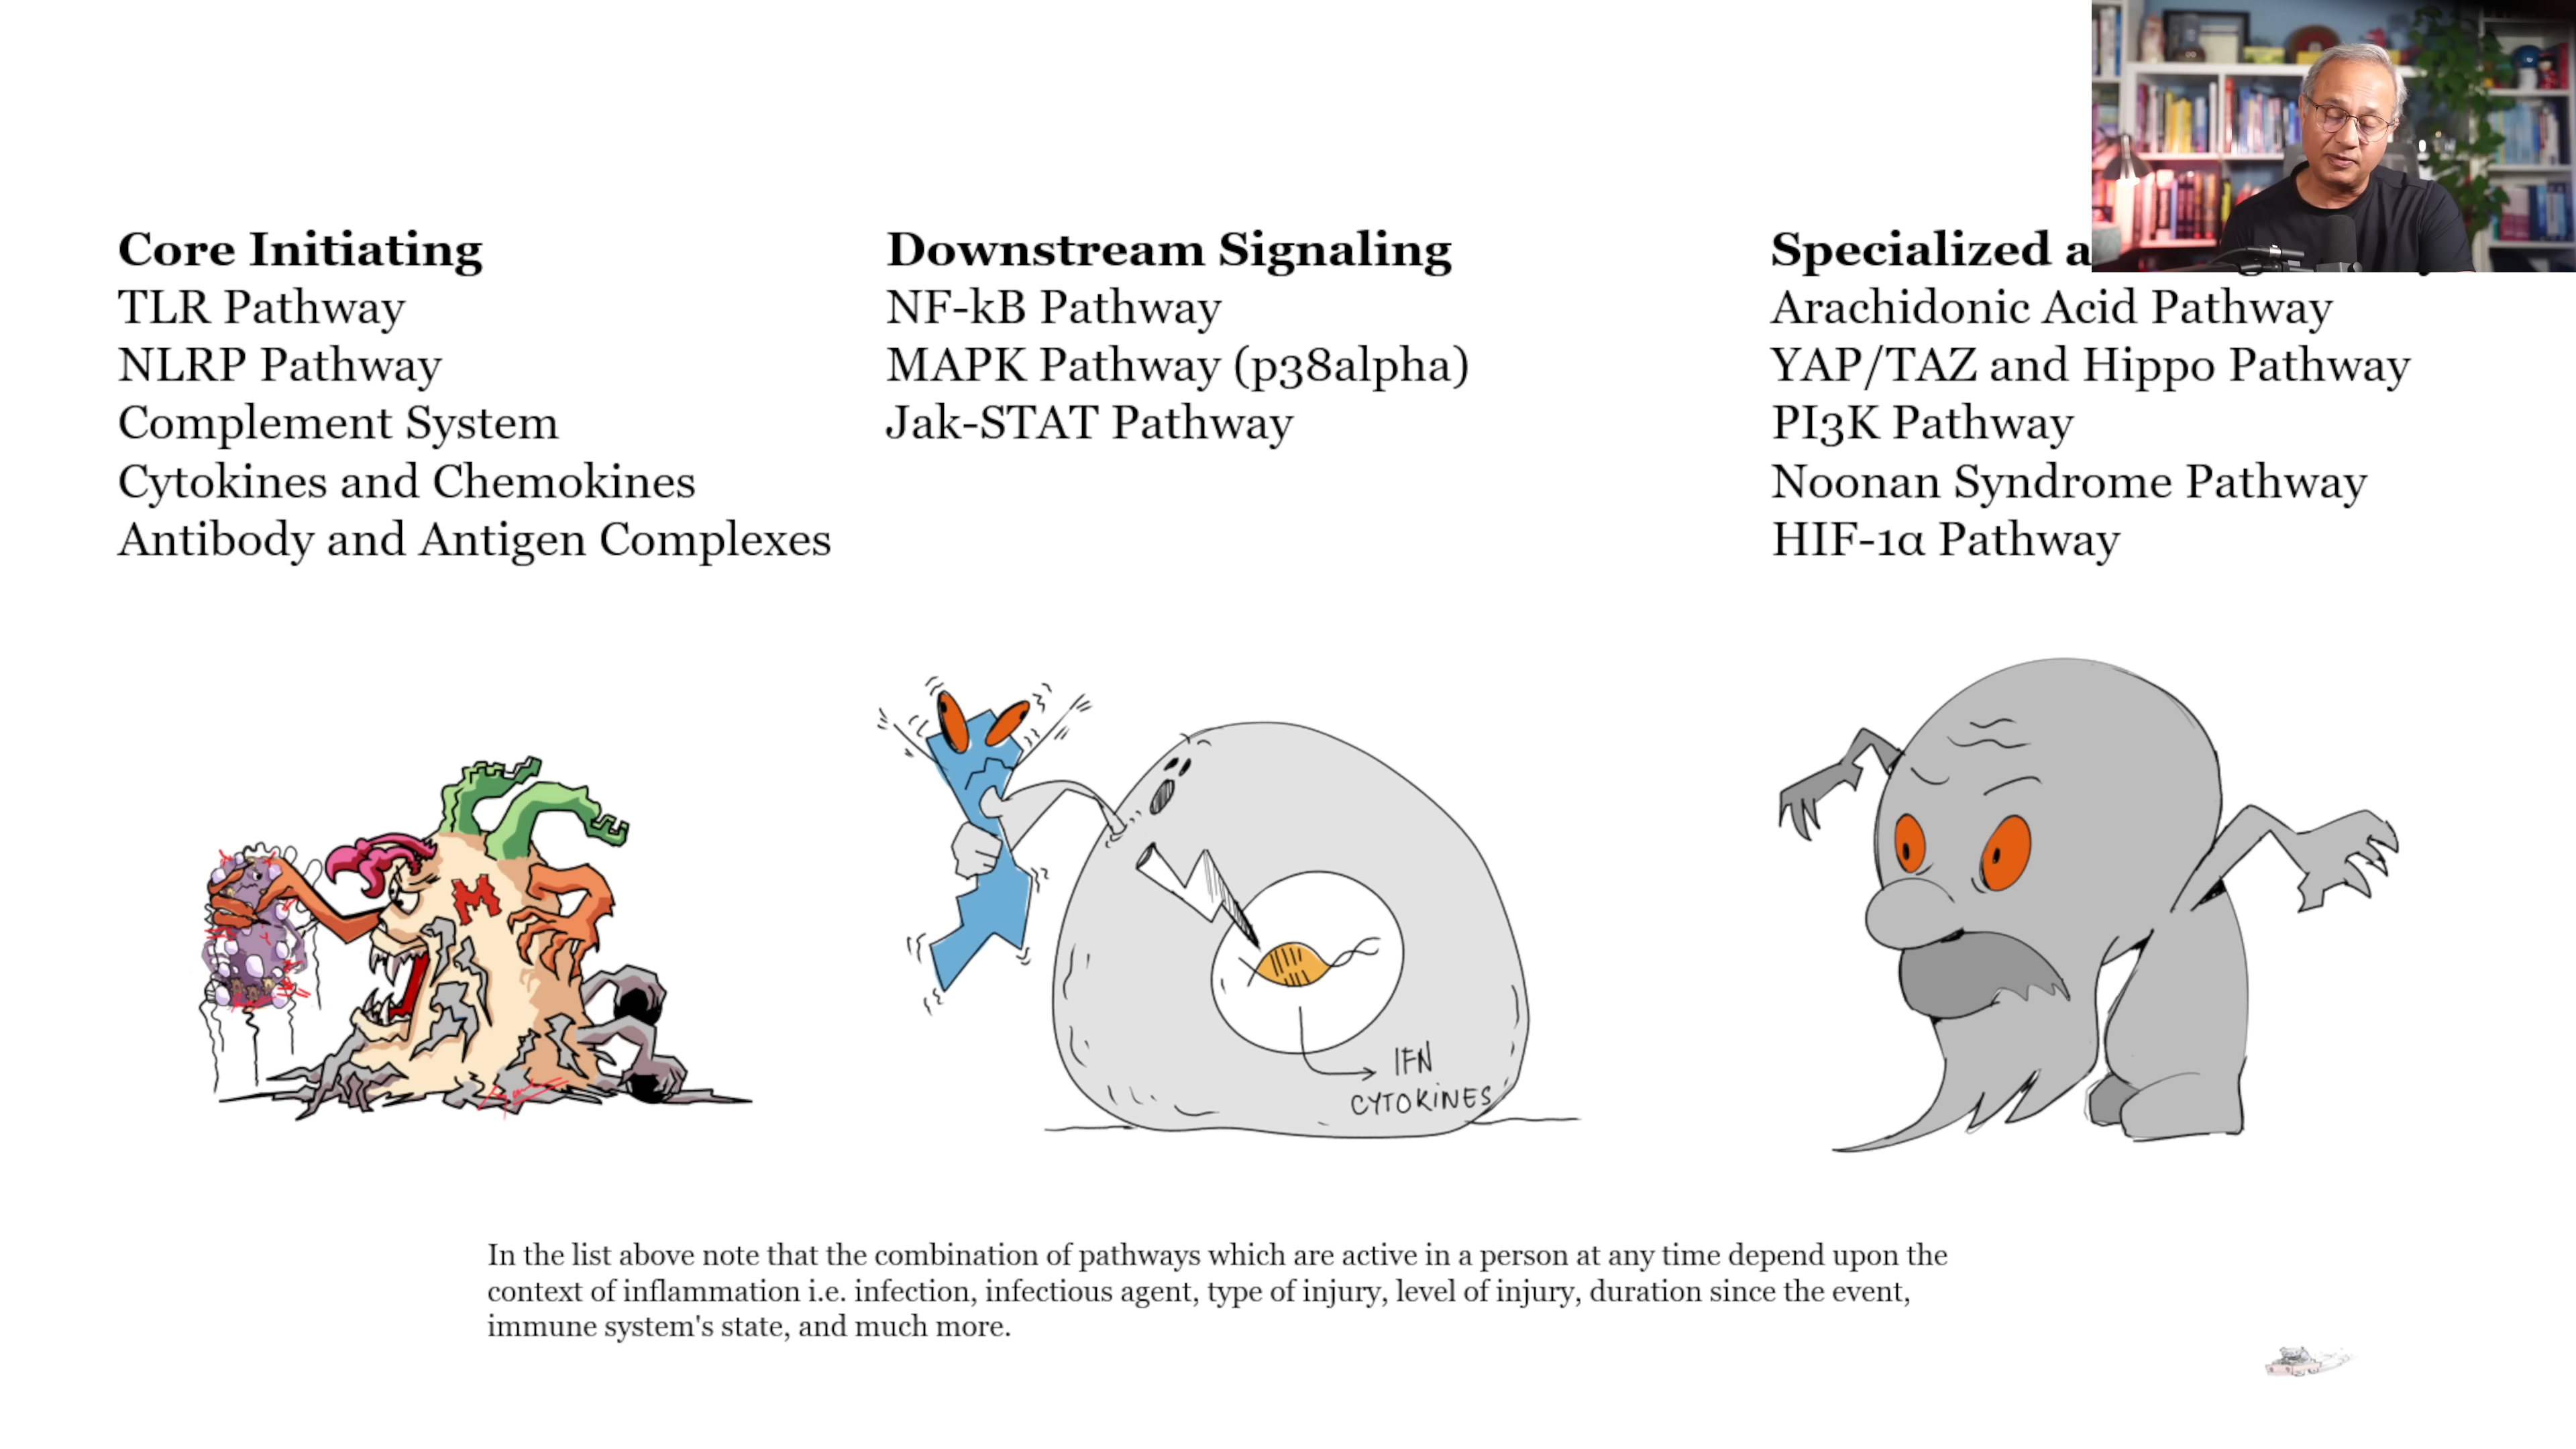 Core Initiating
TLR Pathway
NLRP Pathway
Complement System
Cytokines and Chemokines
Antibody and Antigen Complexes
Downstream Signaling
NF-kB Pathway
MAPK Pathway (p38alpha)
Jak-STAT Pathway
Specialized
Arachidonic Acid Pathway
YAP/TAZ and Hippo Pathway
PI3K Pathway
Noonan Syndrome Pathway
HIF-1α Pathway
M
IFN
CYTOKINES
In the list above note that the combination of pathways which are active in a person at any time depend upon the
context of inflammation i.e. infection, infectious agent, type of injury, level of injury, duration since the event,
immune system's state, and much more.